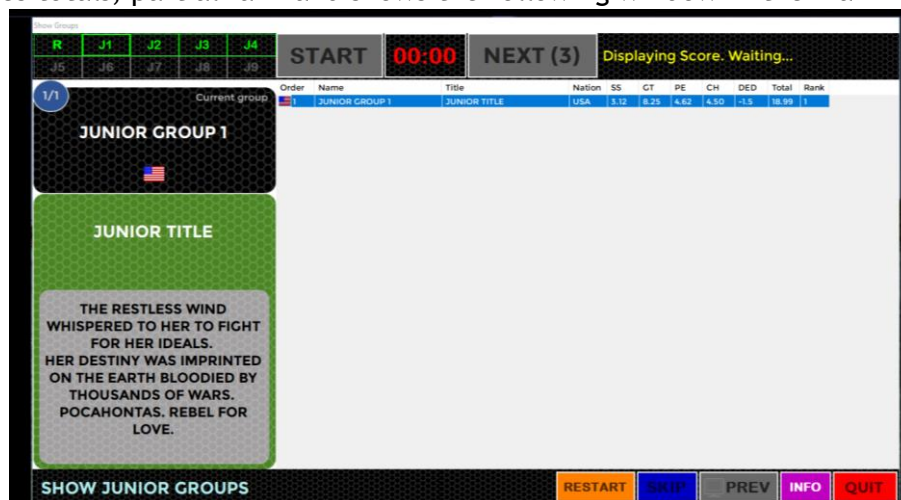 Show Groups
R J1 J2 J3 J4
J5 J6 J7 J8 J9
START 00:00 NEXT (3) Displaying Score. Waiting...
1/1 Current group
JUNIOR GROUP 1
Order Name Title Nation SS GT PE CH DED Total Rank
1 JUNIOR GROUP 1 JUNIOR TITLE USA 3.12 8.25 4.62 4.50 -1.5 18.99 1
JUNIOR TITLE
THE RESTLESS WIND
WHISPERED TO HER TO FIGHT
FOR HER IDEALS.
HER DESTINY WAS IMPRINTED
ON THE EARTH BLOODIED BY
THOUSANDS OF WARS.
POCAHONTAS. REBEL FOR
LOVE.
SHOW JUNIOR GROUPS
RESTART SKIP PREV INFO QUIT